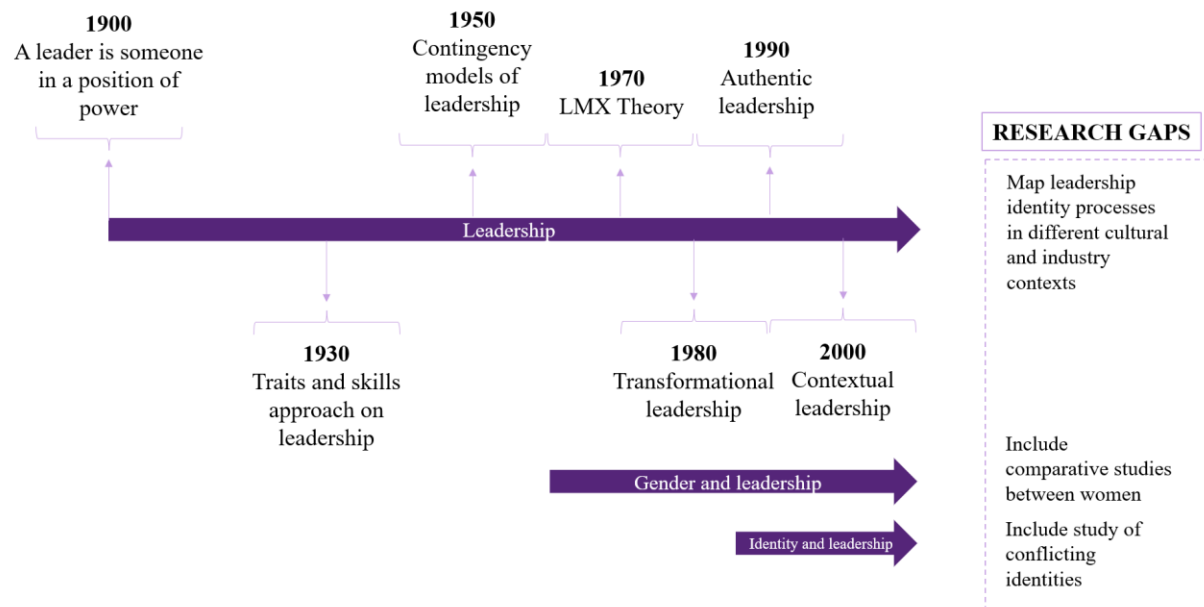 1900
A leader is someone
in a position of
power
1950
Contingency
models of
leadership
1970
LMX Theory
1990
Authentic
leadership
Leadership
1930
Traits and skills
approach on
leadership
1980
Transformational
leadership
2000
Contextual
leadership
Gender and leadership
Identity and leadership
RESEARCH GAPS
Map leadership
identity processes
in different cultural
and industry
contexts
Include
comparative studies
between women
Include study of
conflicting
identities